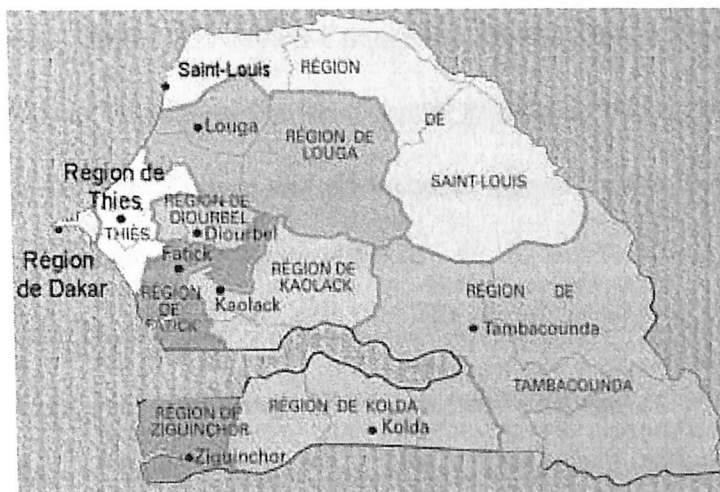 Saint-Louis
RÉGION
DE
SAINT-LOUIS
Louga
RÉGION DE
LOUGA
Région de
Thies
THIÈS
RÉGION DE
DIOURBEL
Diourbel
Région
de Dakar
Fatick
RÉGION
DE
FATICK
Kaolack
RÉGION DE
KAOLACK
RÉGION DE
Tambacounda
TAMBACOUNDA
RÉGION DE
ZIGUINCHOR
Ziguinchor
RÉGION DE KOLDA
Kolda